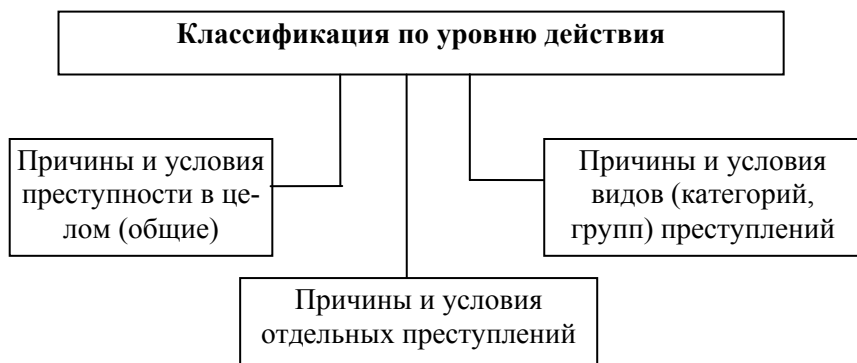 Классификация по уровню действия
Причины и условия
преступности в це-
лом (общие)
Причины и условия
видов (категорий,
групп) преступлений
Причины и условия
отдельных преступлений